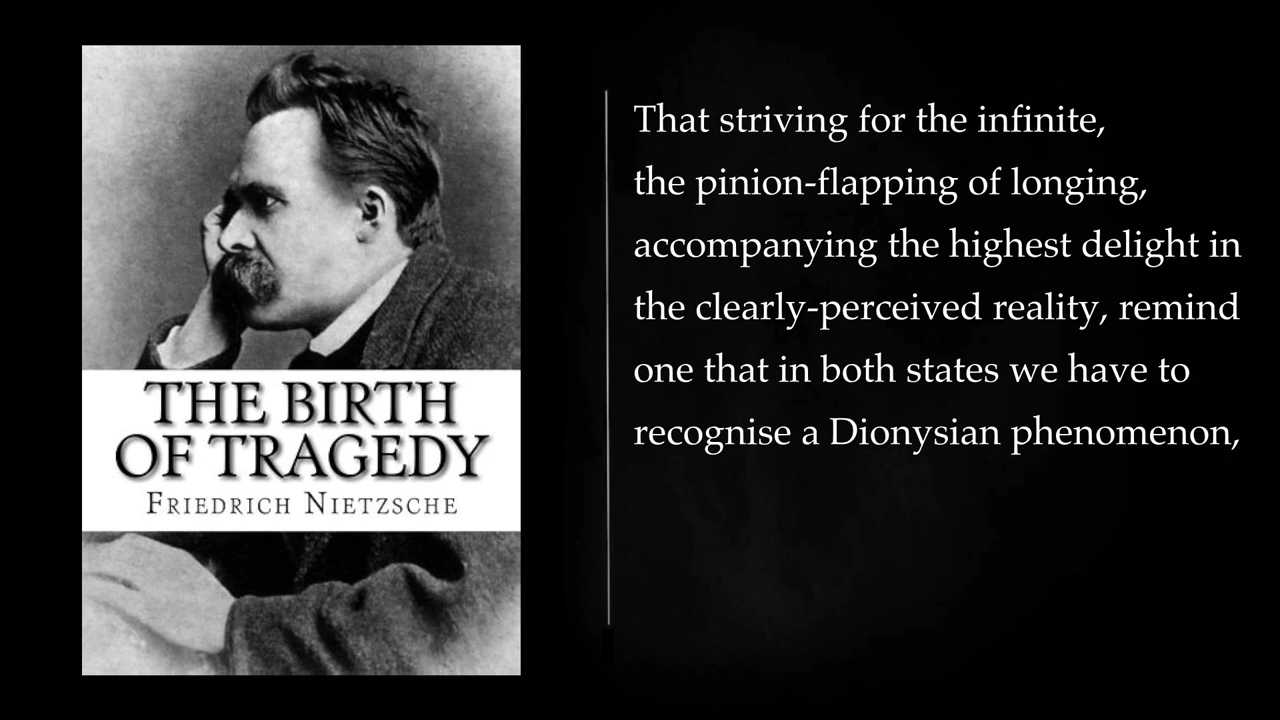 THE BIRTH
OF TRAGEDY
FRIEDRICH NIETZSCHE
That striving for the infinite,
the pinion-flapping of longing,
accompanying the highest delight in
the clearly-perceived reality, remind
one that in both states we have to
recognise a Dionysian phenomenon,